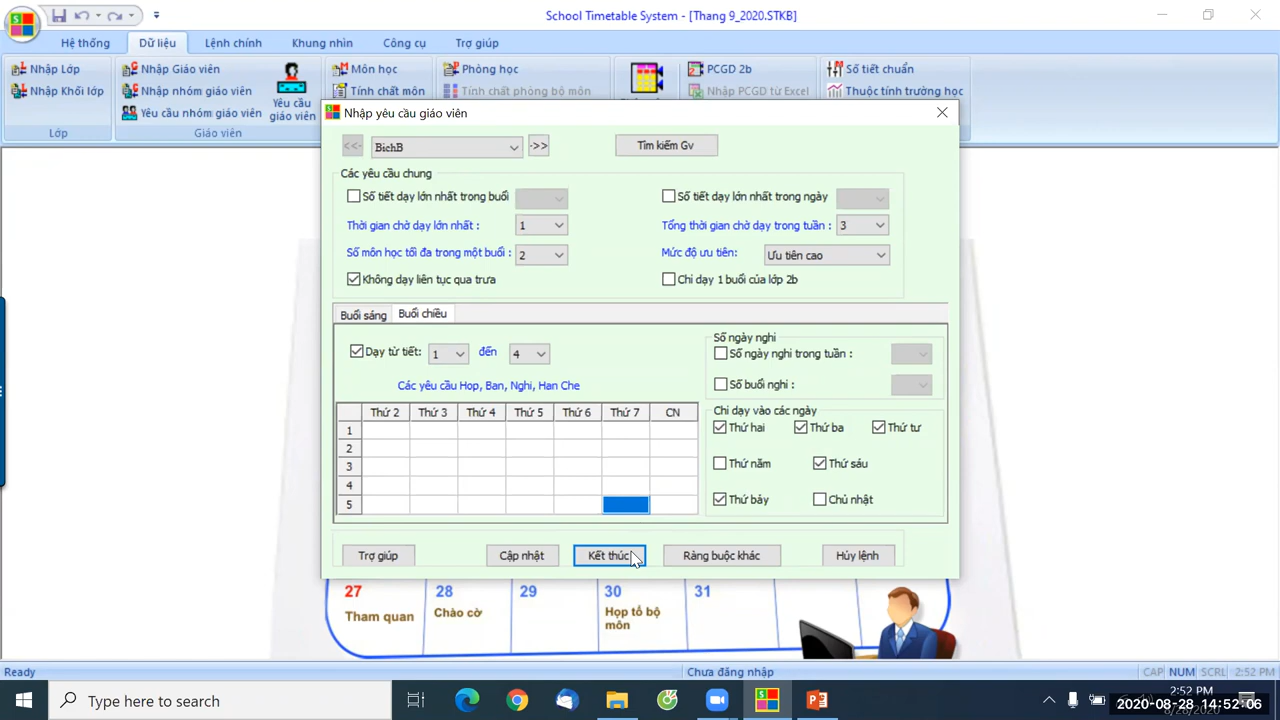 School Timetable System - [Thang 9_2020.STKB]
Hệ thống Dữ liệu Lệnh chính Khung nhìn Công cụ Trợ giúp
Nhập Lớp Nhập Giáo viên Môn học Phòng học PCGD 2b Số tiết chuẩn
Nhập Khối lớp Nhập nhóm giáo viên Tính chất môn Tính chất phòng bộ môn Nhập PCGD từ Excel Thuộc tính trường học
Yêu cầu nhóm giáo viên Yêu cầu giáo viên
Lớp Giáo viên
Nhập yêu cầu giáo viên
<<- BichB ->> Tìm kiếm Gv
Các yêu cầu chung
Số tiết dạy lớn nhất trong buổi Số tiết dạy lớn nhất trong ngày
Thời gian chờ dạy lớn nhất : 1 Tổng thời gian chờ dạy trong tuần : 3
Số môn học tối đa trong một buổi : 2 Mức độ ưu tiên: Ưu tiên cao
Không dạy liên tục qua trưa Chỉ dạy 1 buổi của lớp 2b
Buổi sáng Buổi chiều
Dạy từ tiết: 1 đến 4
Các yêu cầu Hop, Ban, Nghi, Han Che
Thứ 2 Thứ 3 Thứ 4 Thứ 5 Thứ 6 Thứ 7 CN
1
2
3
4
5
Số ngày nghỉ
Số ngày nghỉ trong tuần :
Số buổi nghỉ :
Chỉ dạy vào các ngày
Thứ hai Thứ ba Thứ tư
Thứ năm Thứ sáu
Thứ bảy Chủ nhật
Trợ giúp Cập nhật Kết thúc Ràng buộc khác Hủy lệnh
27 28 29 30 31
Tham quan Chào cờ Họp tổ bộ
môn
Ready Chưa đăng nhập CAP NUM SCRL 2:52 PM
Type here to search
2:52 PM
2020-08-28 14:52:06